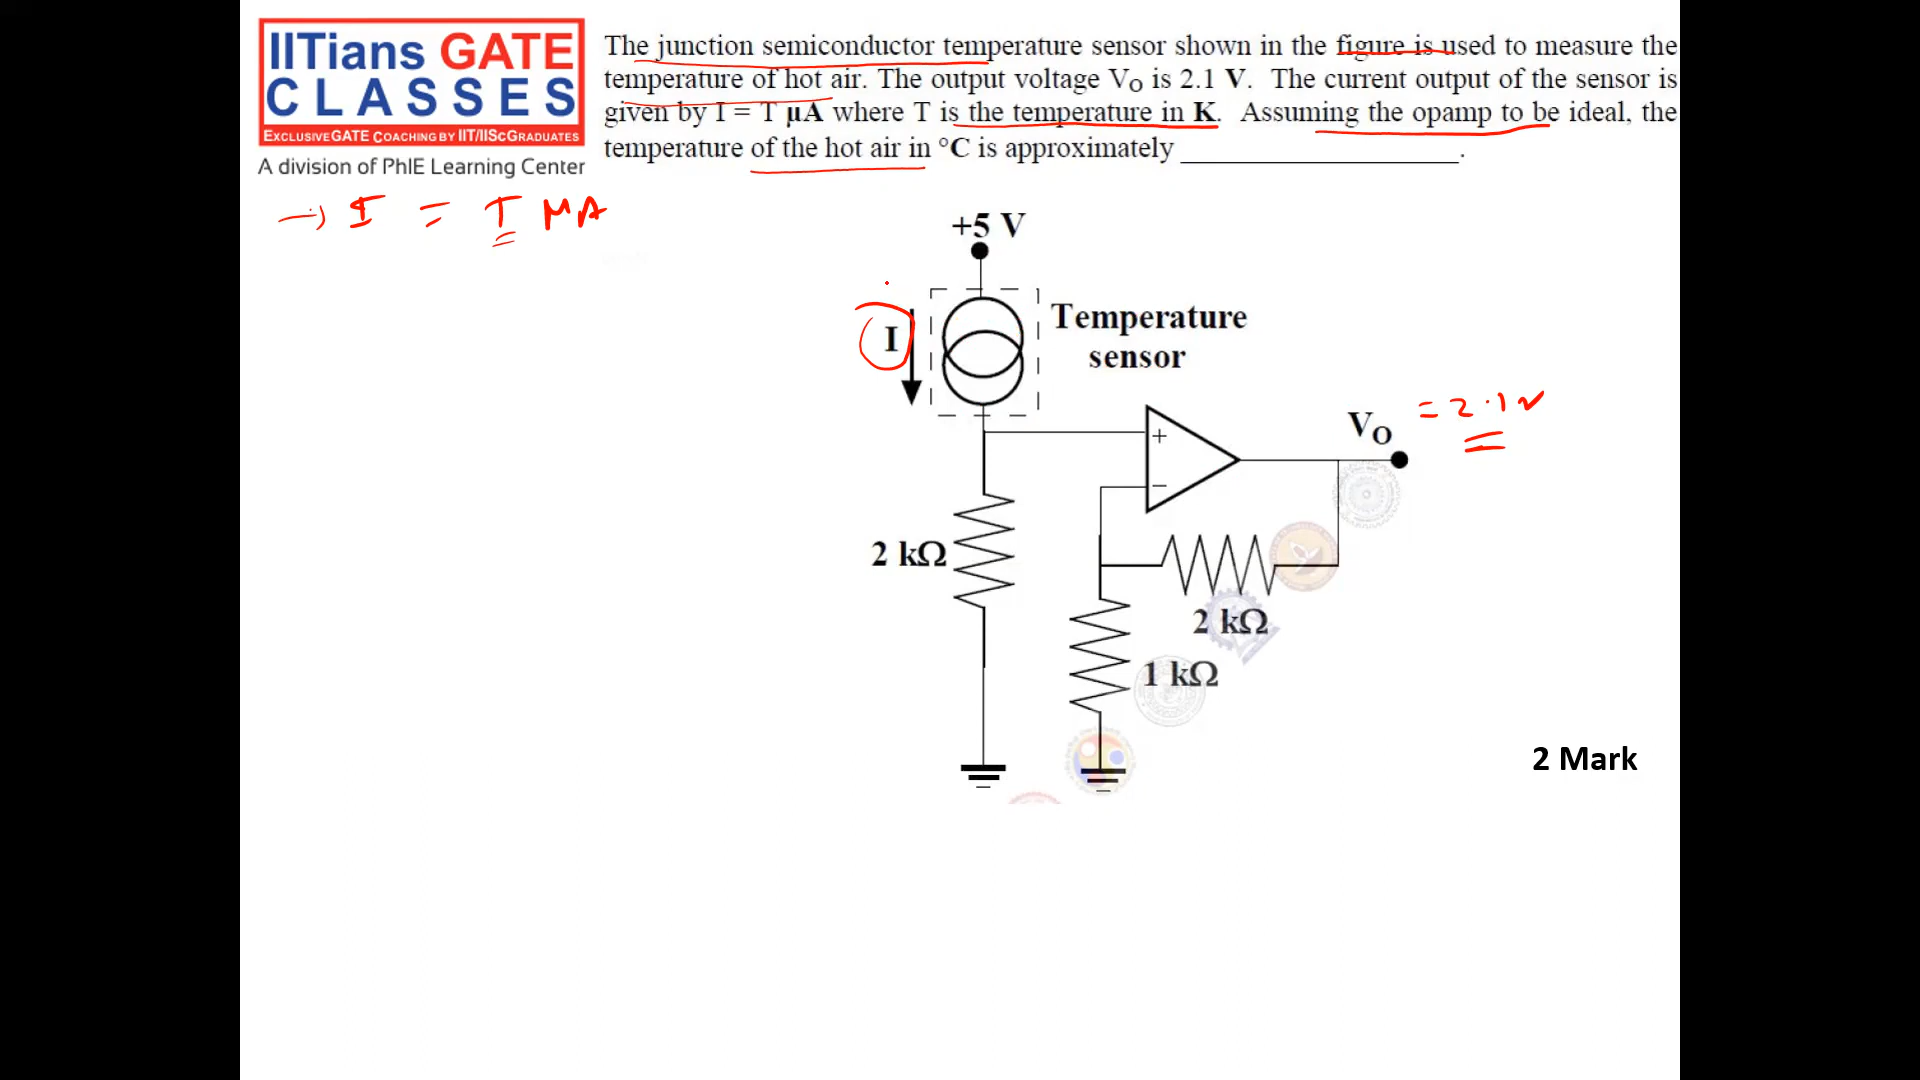 IITians GATE
CLASSES
EXCLUSIVE GATE COACHING BY IIT/IISC GRADUATES
A division of PhIE Learning Center
The junction semiconductor temperature sensor shown in the figure is used to measure the
temperature of hot air. The output voltage VO is 2.1 V. The current output of the sensor is
given by I = T μA where T is the temperature in K. Assuming the opamp to be ideal, the
temperature of the hot air in °C is approximately ____________________.
→ I = T μA
+5 V
I
Temperature
sensor
VO
= 2.1 V
+
−
2 kΩ
2 kΩ
1 kΩ
2 Mark